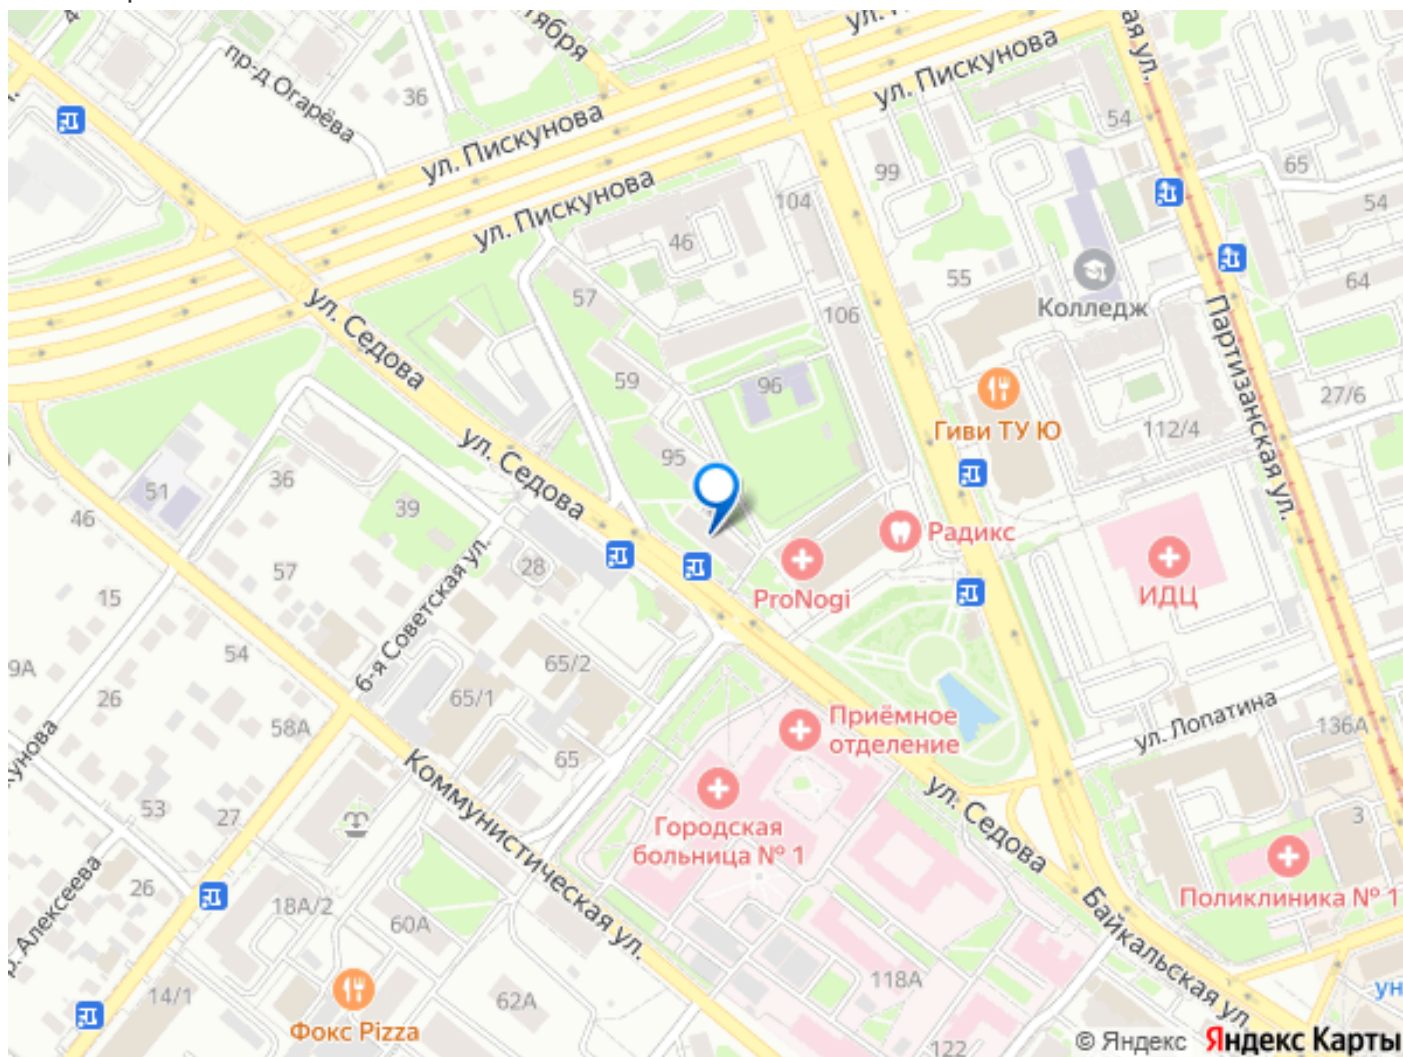 ул. Пискунова
пр-д Огарёва
36
ул. Пискунова
ул. Пискунова
54
99
65
104
54
46
55
57
64
Колледж
106
ул. Седова
59
96
Партизанская ул.
27/6
Гиви ТУ Ю
112/4
ул. Седова
95
36
51
46
39
Радикс
28
57
ProNogi
ИДЦ
15
6-я Советская ул.
54
65/2
9А
26
65/1
ул. Лопатина
Приёмное
отделение
136А
58А
65
Коммунистическая ул.
ул. Седова
53
27
Городская
больница № 1
3
26
Поликлиника № 1
18А/2
60А
Байкальская ул.
118А
14/1
62А
Фокс Pizza
122
© Яндекс Яндекс Карты